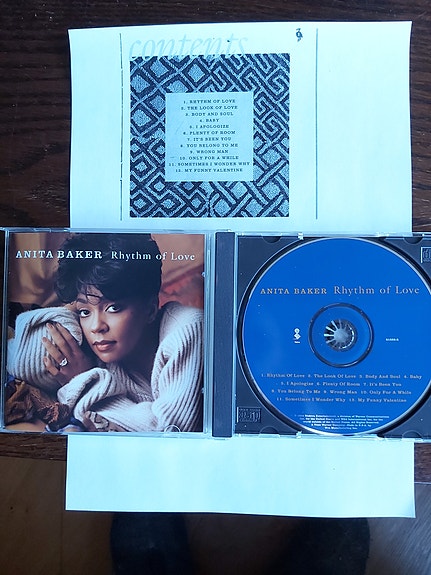 contents
1. RHYTHM OF LOVE
2. THE LOOK OF LOVE
3. BODY AND SOUL
4. BABY
5. I APOLOGIZE
6. PLENTY OF ROOM
7. IT'S BEEN YOU
8. YOU BELONG TO ME
9. WRONG MAN
10. ONLY FOR A WHILE
11. SOMETIMES I WONDER WHY
12. MY FUNNY VALENTINE
ANITA BAKER Rhythm of Love
ANITA BAKER Rhythm of Love
1. Rhythm Of Love 2. The Look Of Love 3. Body And Soul 4. Baby
5. I Apologize 6. Plenty Of Room 7. It's Been You
8. You Belong To Me 9. Wrong Man 10. Only For A While
11. Sometimes I Wonder Why 12. My Funny Valentine